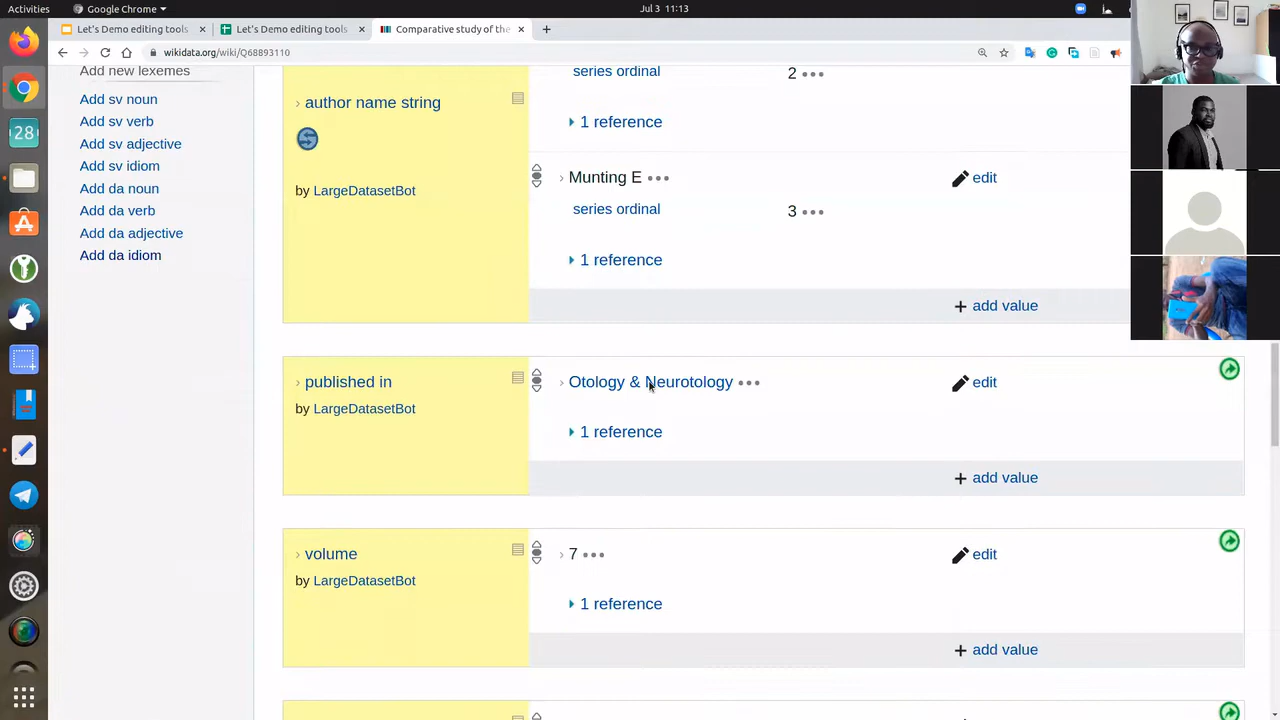 Activities
Google Chrome
Jul 3 11:13
Let's Demo editing tools
Let's Demo editing tools
Comparative study of the
wikidata.org/wiki/Q68893110
Add new lexemes
Add sv noun
Add sv verb
Add sv adjective
Add sv idiom
Add da noun
Add da verb
Add da adjective
Add da idiom
series ordinal 2
author name string
1 reference
by LargeDatasetBot
Munting E
edit
series ordinal 3
1 reference
+ add value
published in
Otology & Neurotology
edit
by LargeDatasetBot
1 reference
+ add value
volume
7
edit
by LargeDatasetBot
1 reference
+ add value
28